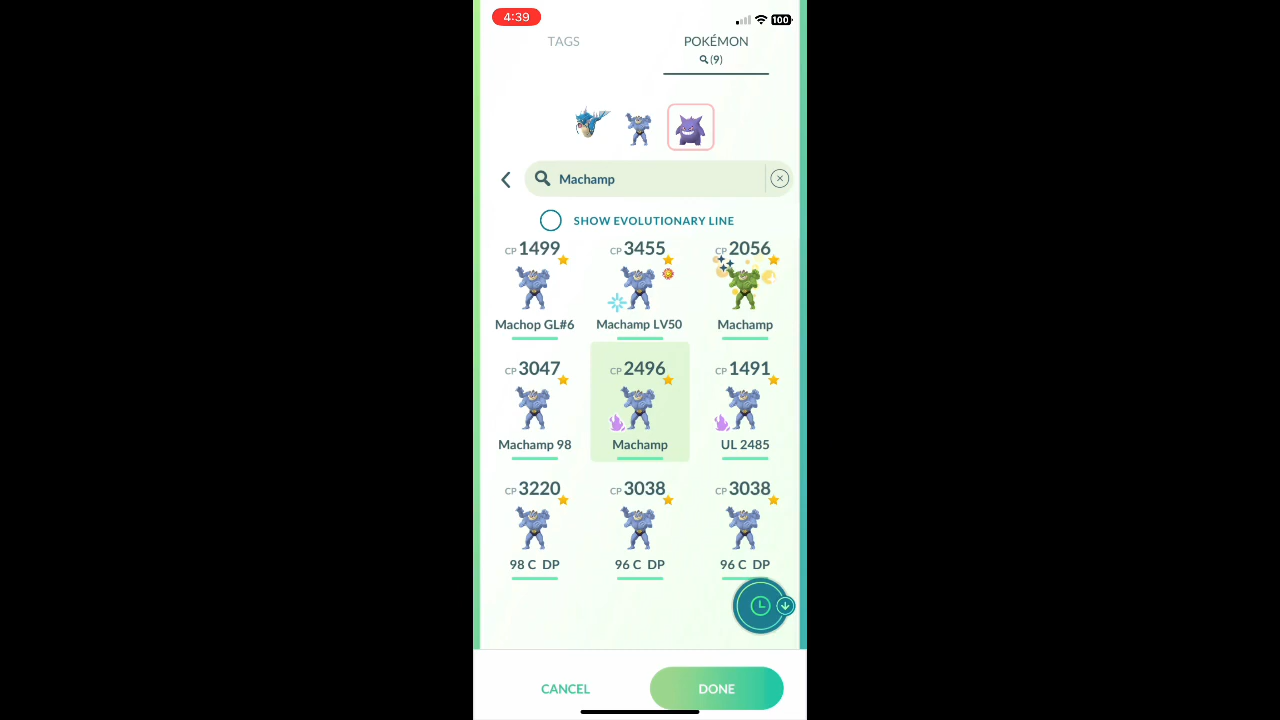 4:39
100
TAGS
POKÉMON
(9)
Machamp
SHOW EVOLUTIONARY LINE
CP 1499
CP 3455
CP 2056
Machop GL#6
Machamp LV50
Machamp
CP 3047
CP 2496
CP 1491
Machamp 98
Machamp
UL 2485
CP 3220
CP 3038
CP 3038
98 C DP
96 C DP
96 C DP
CANCEL
DONE